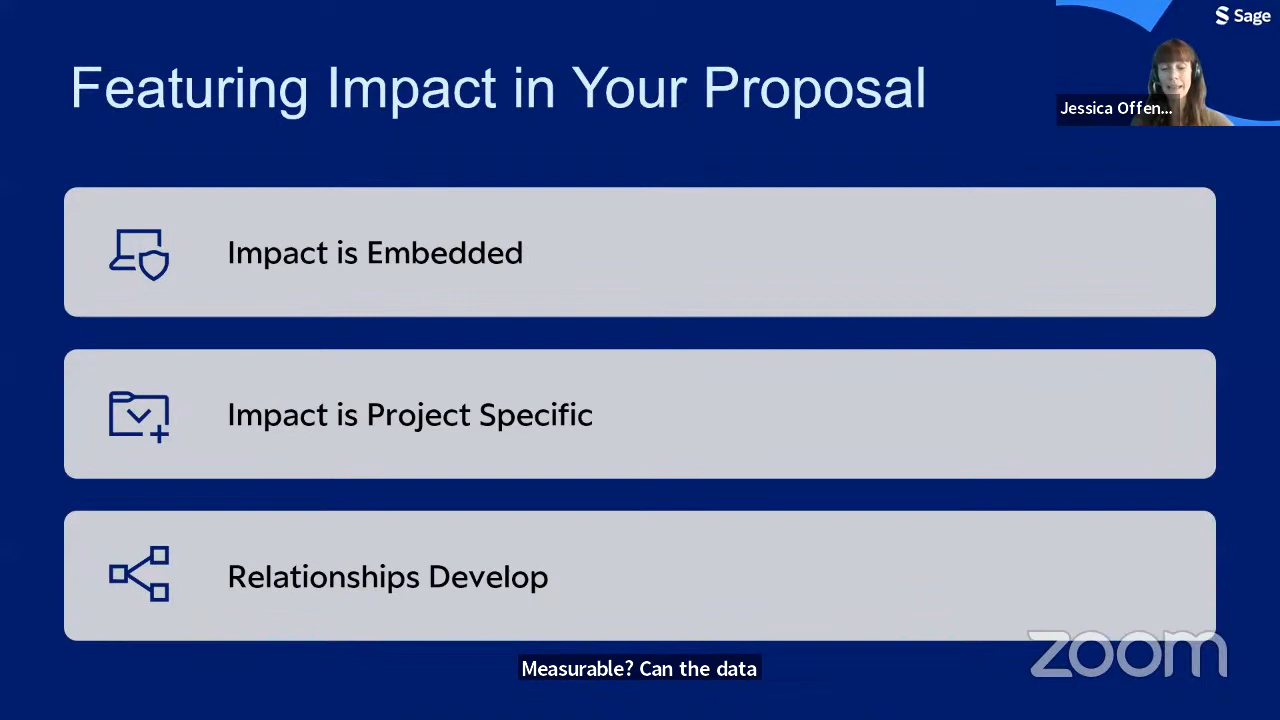 Sage
Featuring Impact in Your Proposal
Jessica Offen...
Impact is Embedded
Impact is Project Specific
Relationships Develop
zoom
Measurable? Can the data